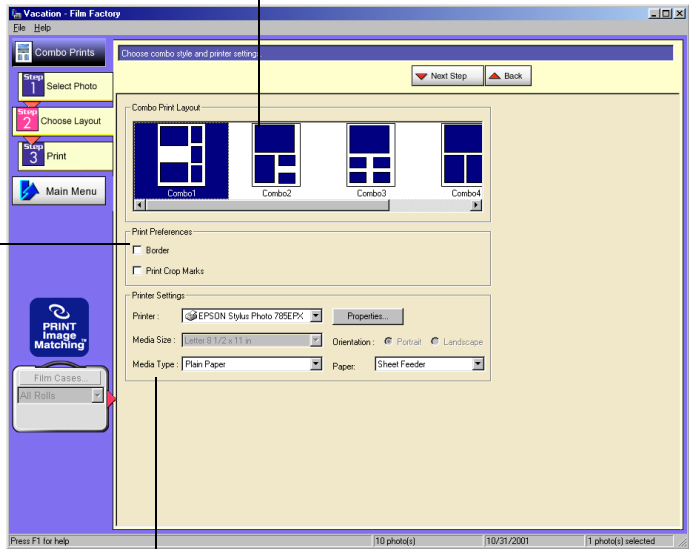 Vacation - Film Factory
File Help
Combo Prints
Choose combo style and printer settings.
Next Step
Back
Step 1 Select Photo
Step 2 Choose Layout
Step 3 Print
Main Menu
Combo Print Layout
Combo1 Combo2 Combo3 Combo4
Print Preferences
Border
Print Crop Marks
Printer Settings
Printer : EPSON Stylus Photo 785EPX Properties...
Media Size : Letter 8 1/2 x 11 in Orientation : Portrait Landscape
Media Type : Plain Paper Paper: Sheet Feeder
PRINT
Image
Matching™
Film Cases...
All Rolls
Press F1 for help 10 photo(s) 10/31/2001 1 photo(s) selected